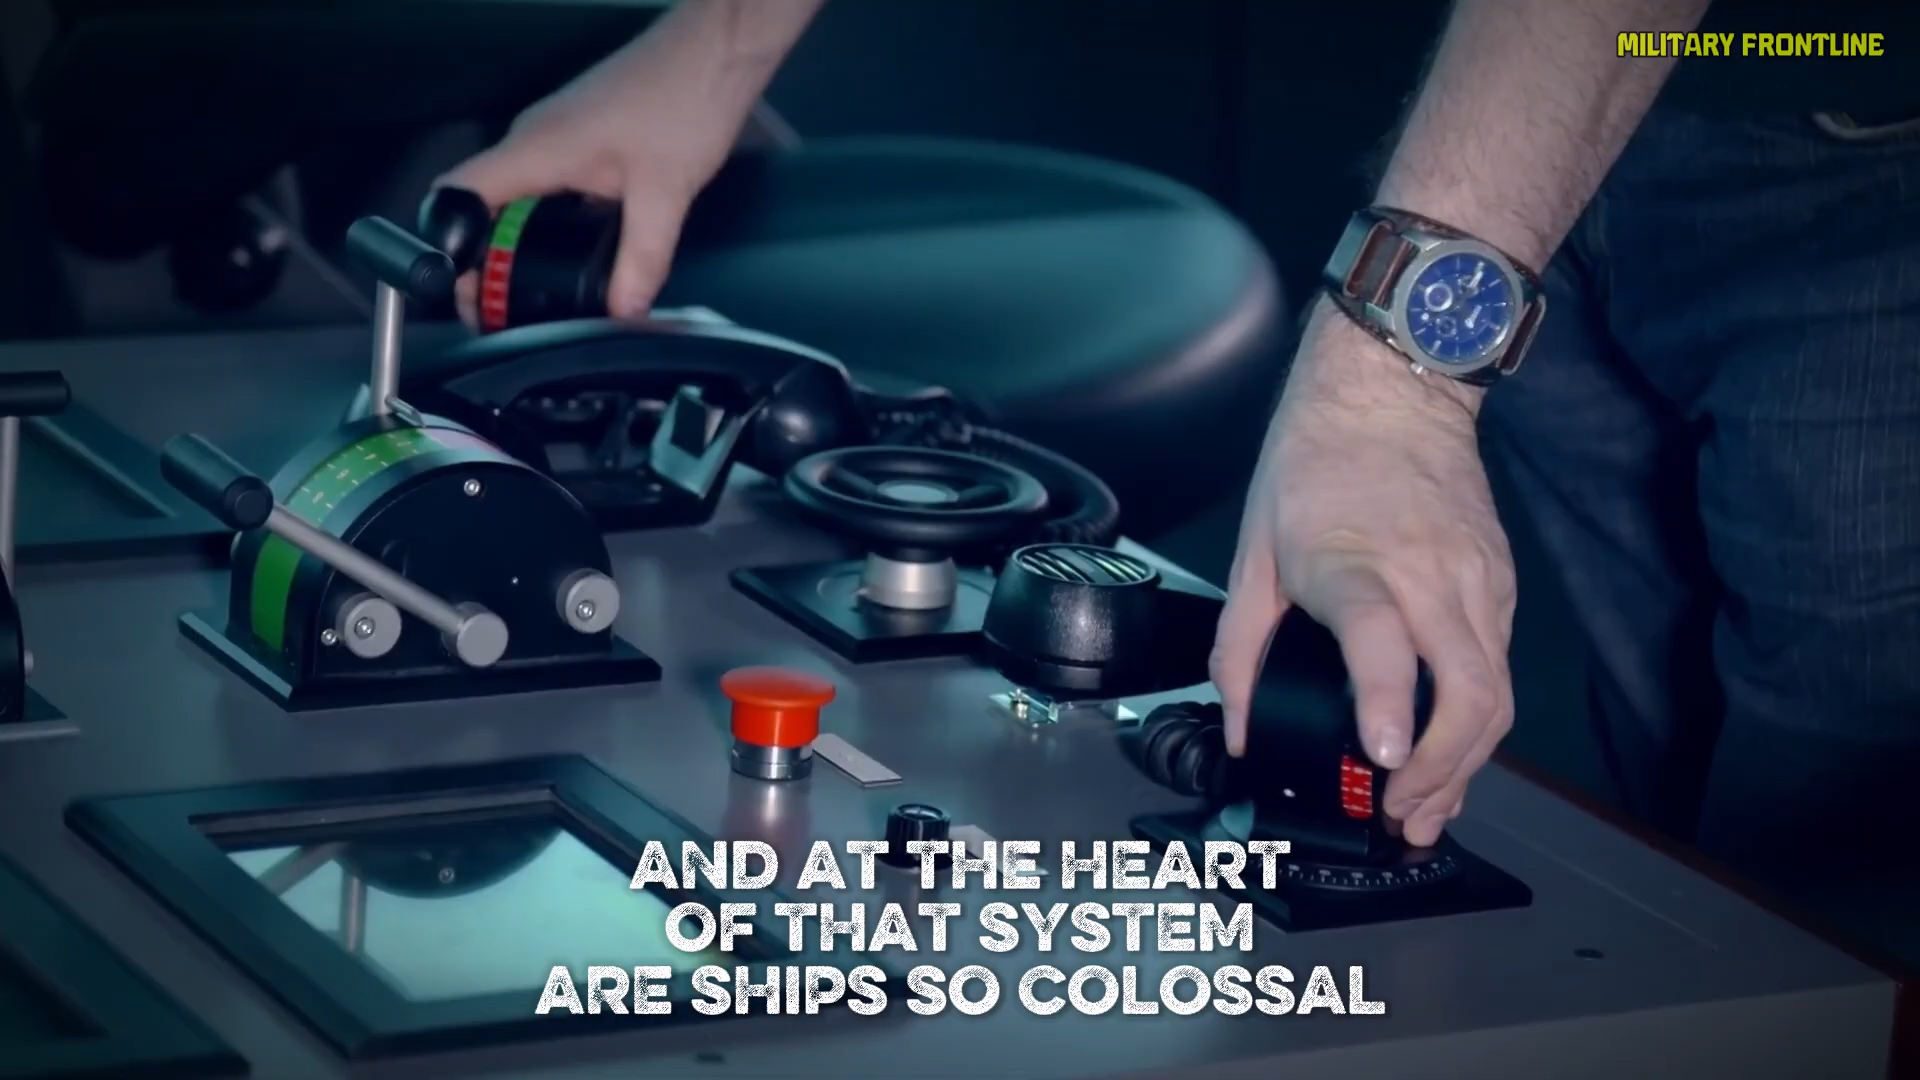 MILITARY FRONTLINE
AND AT THE HEART
OF THAT SYSTEM
ARE SHIPS SO COLOSSAL